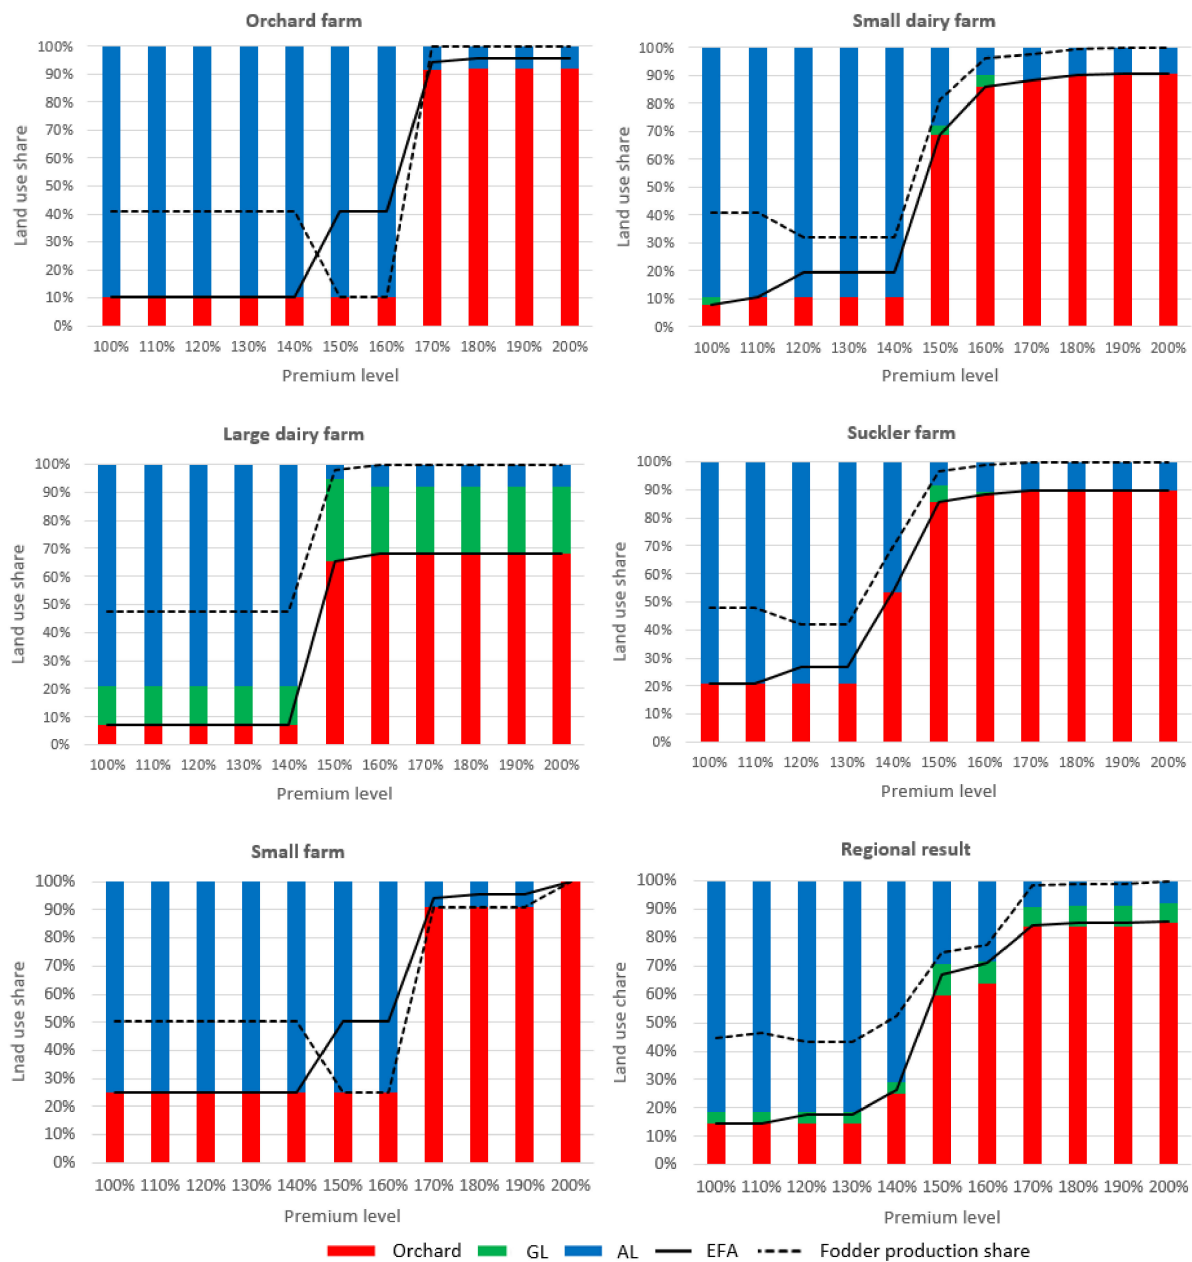 Orchard farm
100%
90%
80%
70%
60%
50%
40%
30%
20%
10%
0%
Land use share
100% 110% 120% 130% 140% 150% 160% 170% 180% 190% 200%
Premium level
Small dairy farm
100%
90%
80%
70%
60%
50%
40%
30%
20%
10%
0%
Land use share
100% 110% 120% 130% 140% 150% 160% 170% 180% 190% 200%
Premium level
Large dairy farm
100%
90%
80%
70%
60%
50%
40%
30%
20%
10%
0%
Land use share
100% 110% 120% 130% 140% 150% 160% 170% 180% 190% 200%
Premium level
Suckler farm
100%
90%
80%
70%
60%
50%
40%
30%
20%
10%
0%
Land use share
100% 110% 120% 130% 140% 150% 160% 170% 180% 190% 200%
Premium level
Small farm
100%
90%
80%
70%
60%
50%
40%
30%
20%
10%
0%
Lnad use share
100% 110% 120% 130% 140% 150% 160% 170% 180% 190% 200%
Premium level
Regional result
100%
90%
80%
70%
60%
50%
40%
30%
20%
10%
0%
Land use chare
100% 110% 120% 130% 140% 150% 160% 170% 180% 190% 200%
Premium level
Orchard GL AL EFA Fodder production share